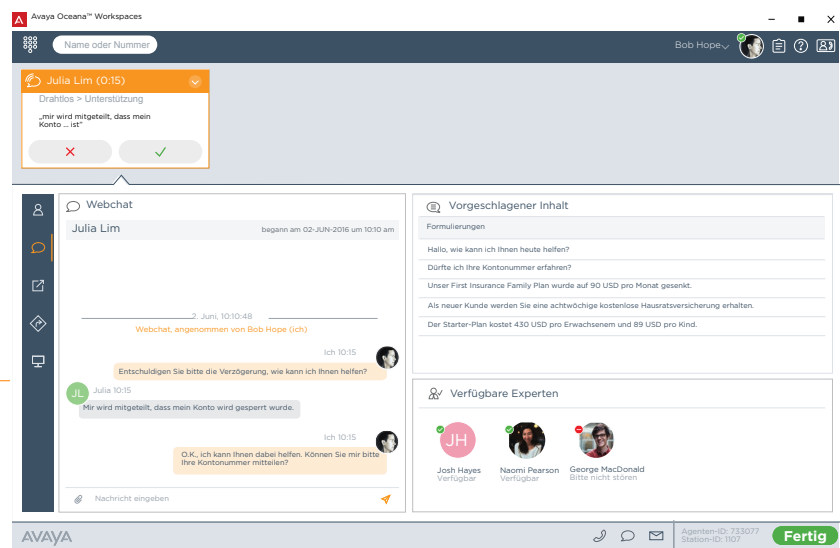 Avaya Oceana™ Workspaces
Name oder Nummer
Bob Hope
Julia Lim (0:15)
Drahtlos > Unterstützung
„mir wird mitgeteilt, dass mein
Konto ... ist"
Webchat
Julia Lim
begann am 02-JUN-2016 um 10:10 am
2. Juni, 10:10:48
Webchat, angenommen von Bob Hope (ich)
Ich 10:15
Entschuldigen Sie bitte die Verzögerung, wie kann ich Ihnen helfen?
JL
Julia 10:15
Mir wird mitgeteilt, dass mein Konto wird gesperrt wurde.
Ich 10:15
O.K., ich kann Ihnen dabei helfen. Können Sie mir bitte
Ihre Kontonummer mitteilen?
Nachricht eingeben
Vorgeschlagener Inhalt
Formulierungen
Hallo, wie kann ich Ihnen heute helfen?
Dürfte ich Ihre Kontonummer erfahren?
Unser First Insurance Family Plan wurde auf 90 USD pro Monat gesenkt.
Als neuer Kunde werden Sie eine achtwöchige kostenlose Hausratsversicherung erhalten.
Der Starter-Plan kostet 430 USD pro Erwachsenem und 89 USD pro Kind.
Verfügbare Experten
JH
Josh Hayes
Verfügbar
Naomi Pearson
Verfügbar
George MacDonald
Bitte nicht stören
AVAYA
Agenten-ID: 733077
Station-ID: 1107
Fertig